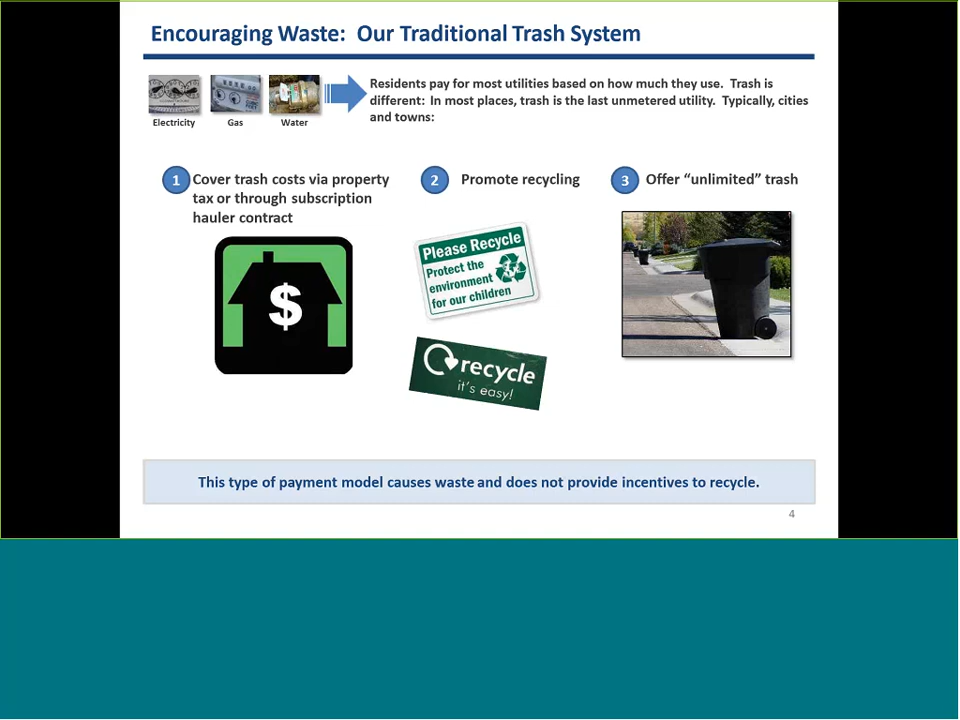 Encouraging Waste: Our Traditional Trash System
Residents pay for most utilities based on how much they use. Trash is
different: In most places, trash is the last unmetered utility. Typically, cities
and towns:
Electricity
Gas
Water
1
Cover trash costs via property
tax or through subscription
hauler contract
2
Promote recycling
3
Offer “unlimited” trash
$
Please Recycle
Protect the
environment
for our children
recycle
it's easy!
This type of payment model causes waste and does not provide incentives to recycle.
4